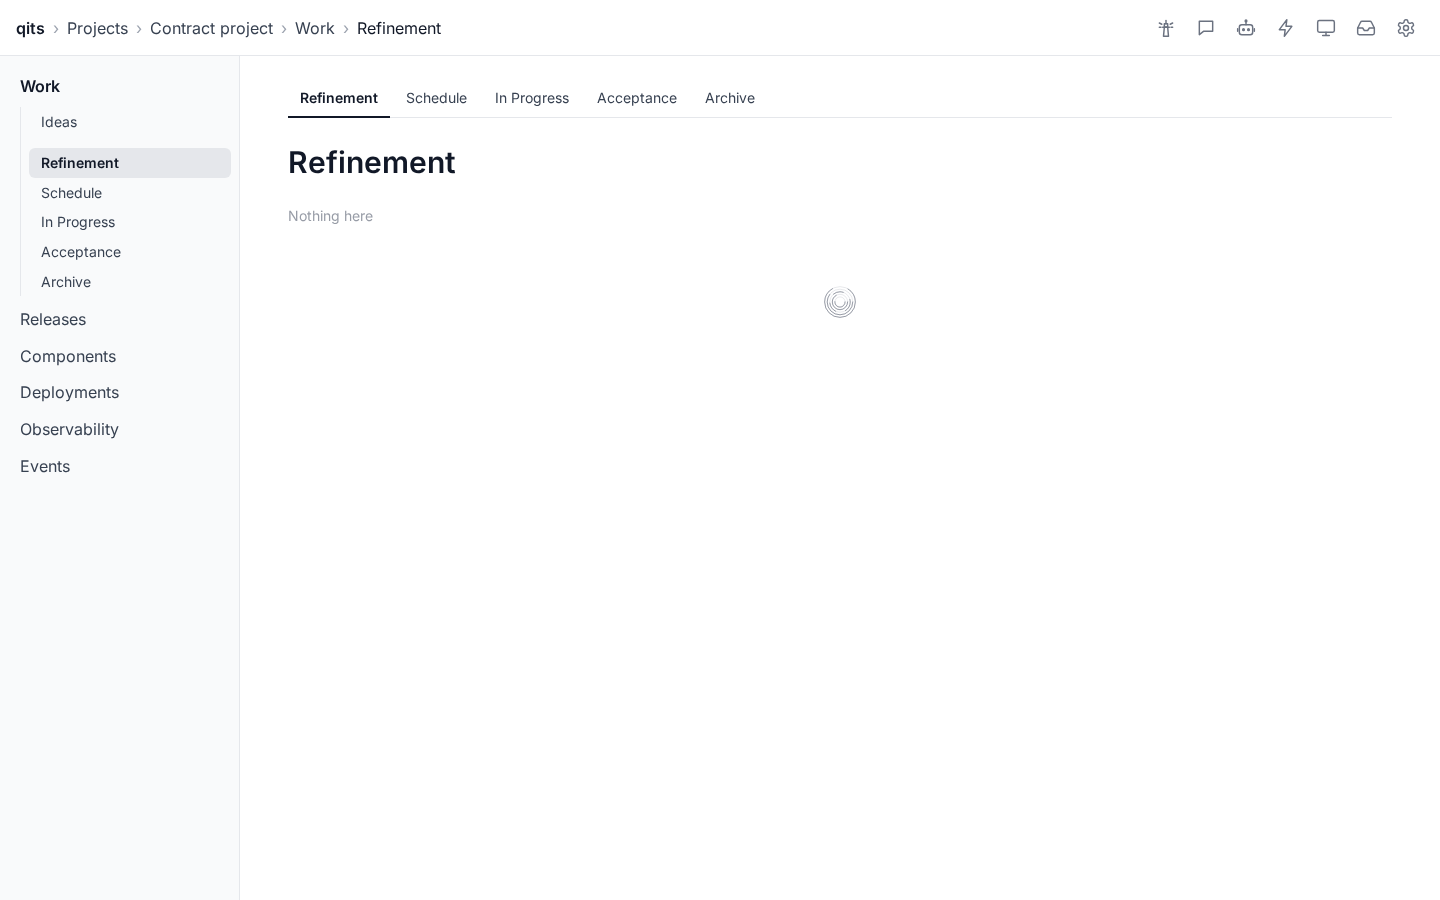 qits › Projects › Contract project › Work › Refinement
Work
Ideas
Refinement
Schedule
In Progress
Acceptance
Archive
Releases
Components
Deployments
Observability
Events
Refinement Schedule In Progress Acceptance Archive
Refinement
Nothing here